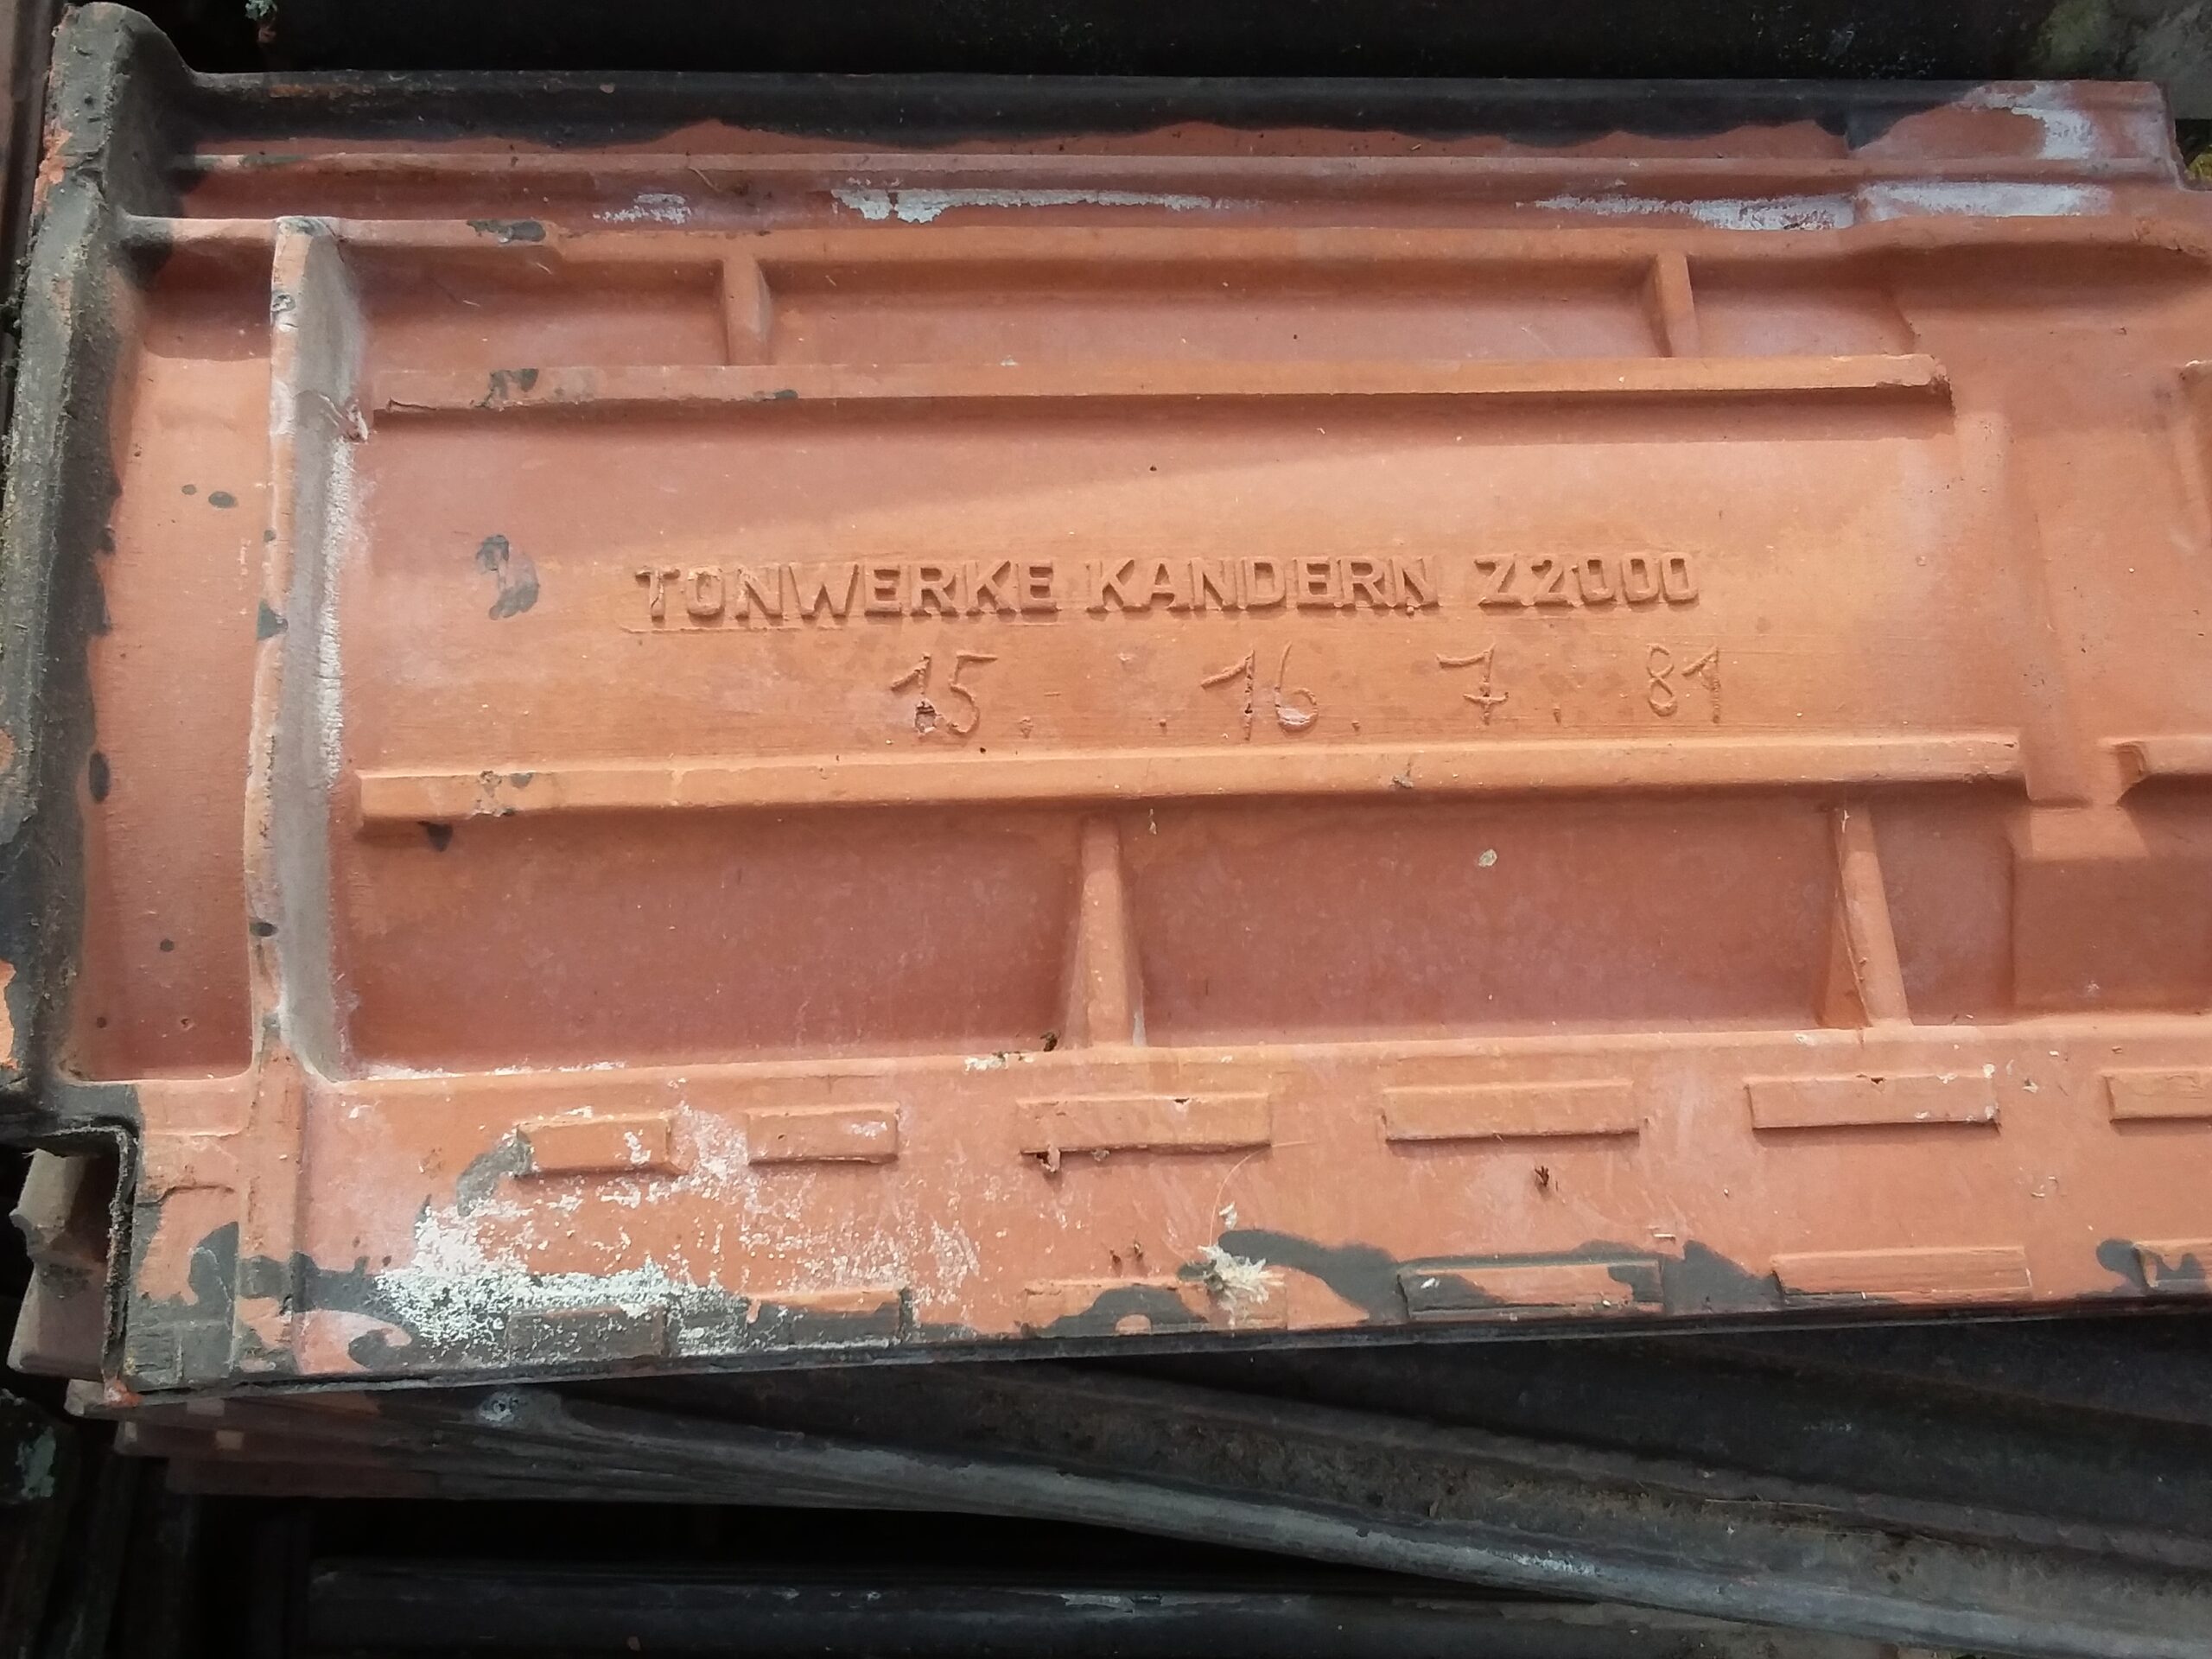 TONWERKE KANDERN Z2000
15. . 16. 7. 81